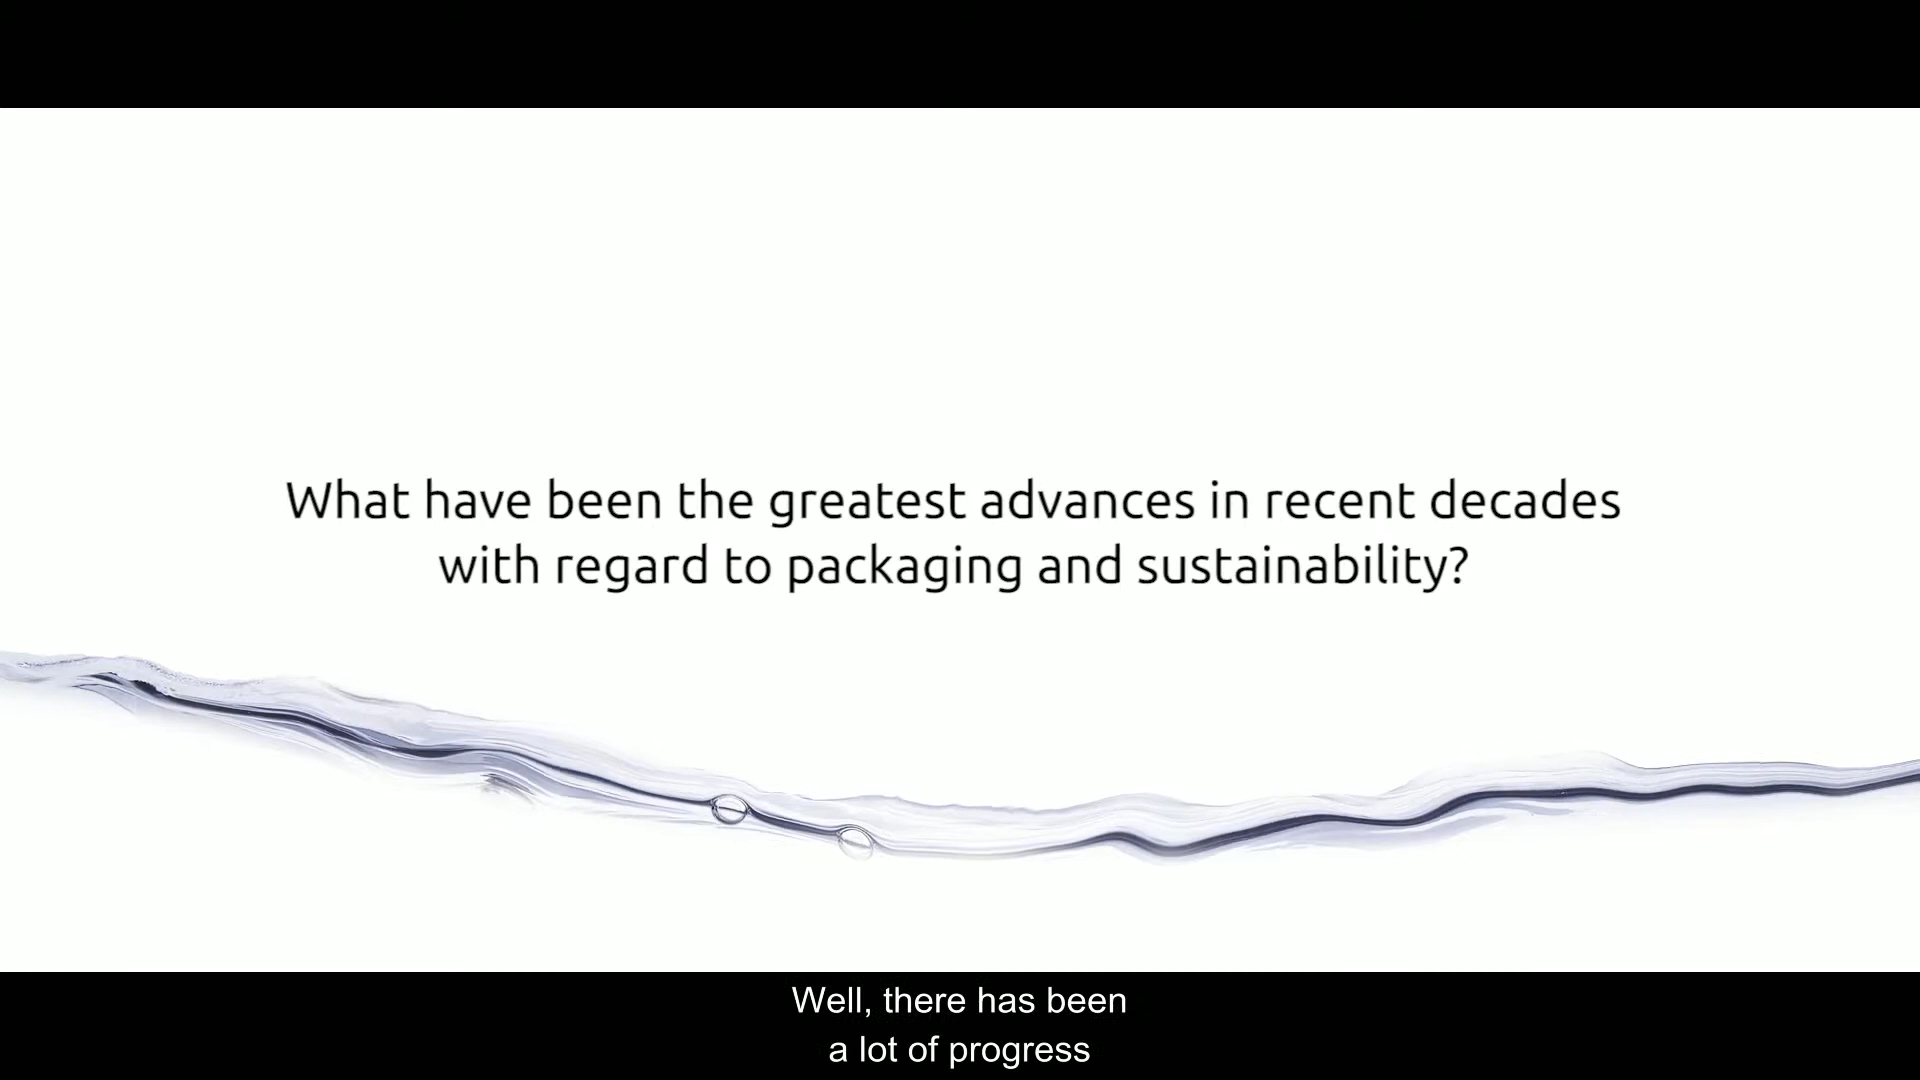 What have been the greatest advances in recent decades
with regard to packaging and sustainability?
Well, there has been
a lot of progress